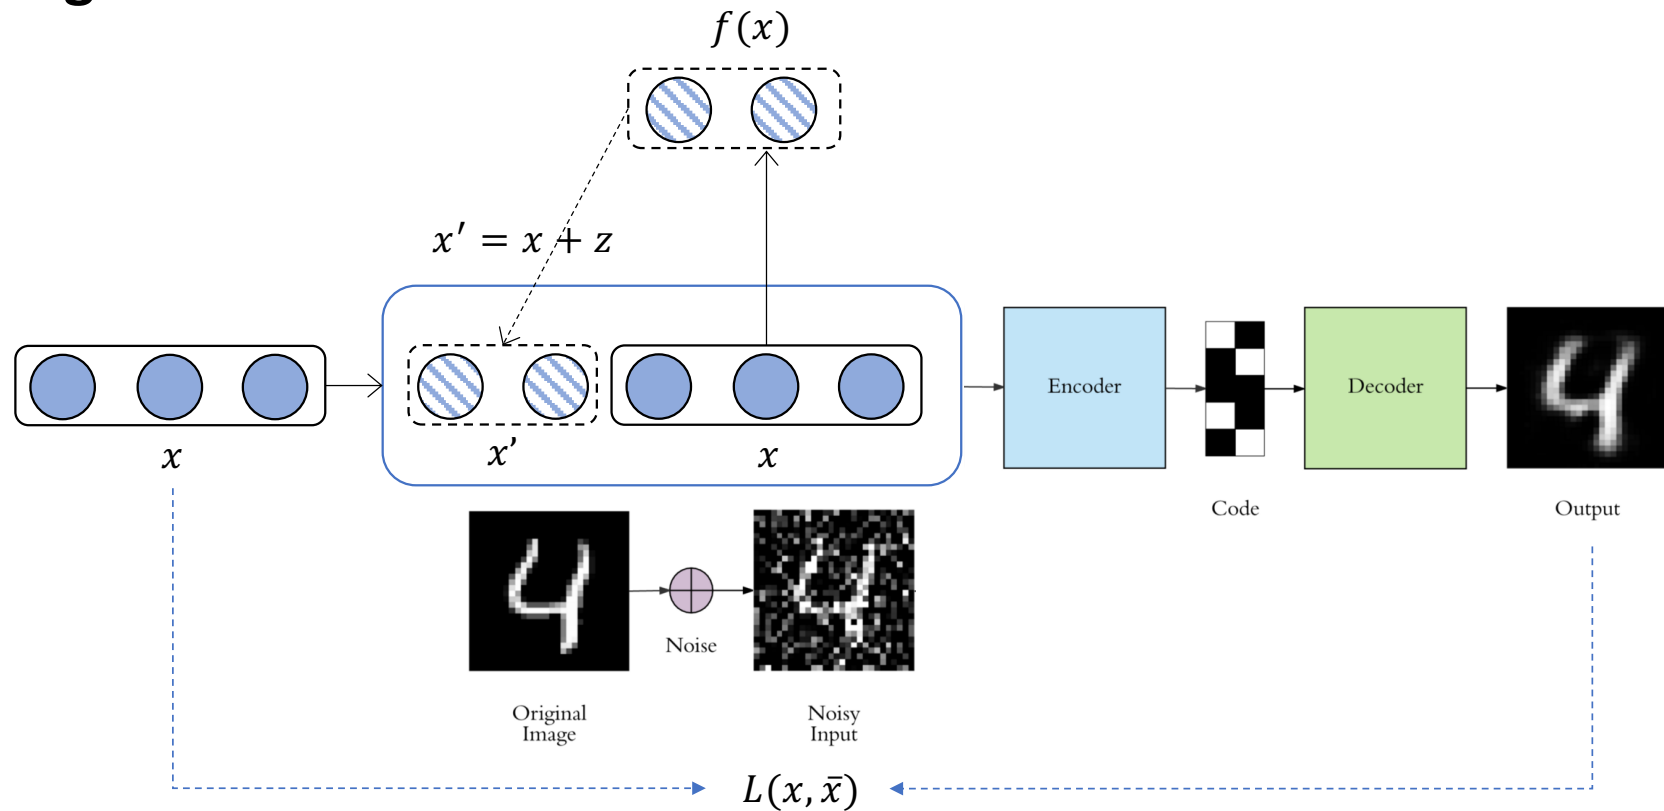 g
f(x)
x′ = x + z
x
x’
x
Encoder
Decoder
Code
Output
Noise
Original
Image
Noisy
Input
L(x, x̄)